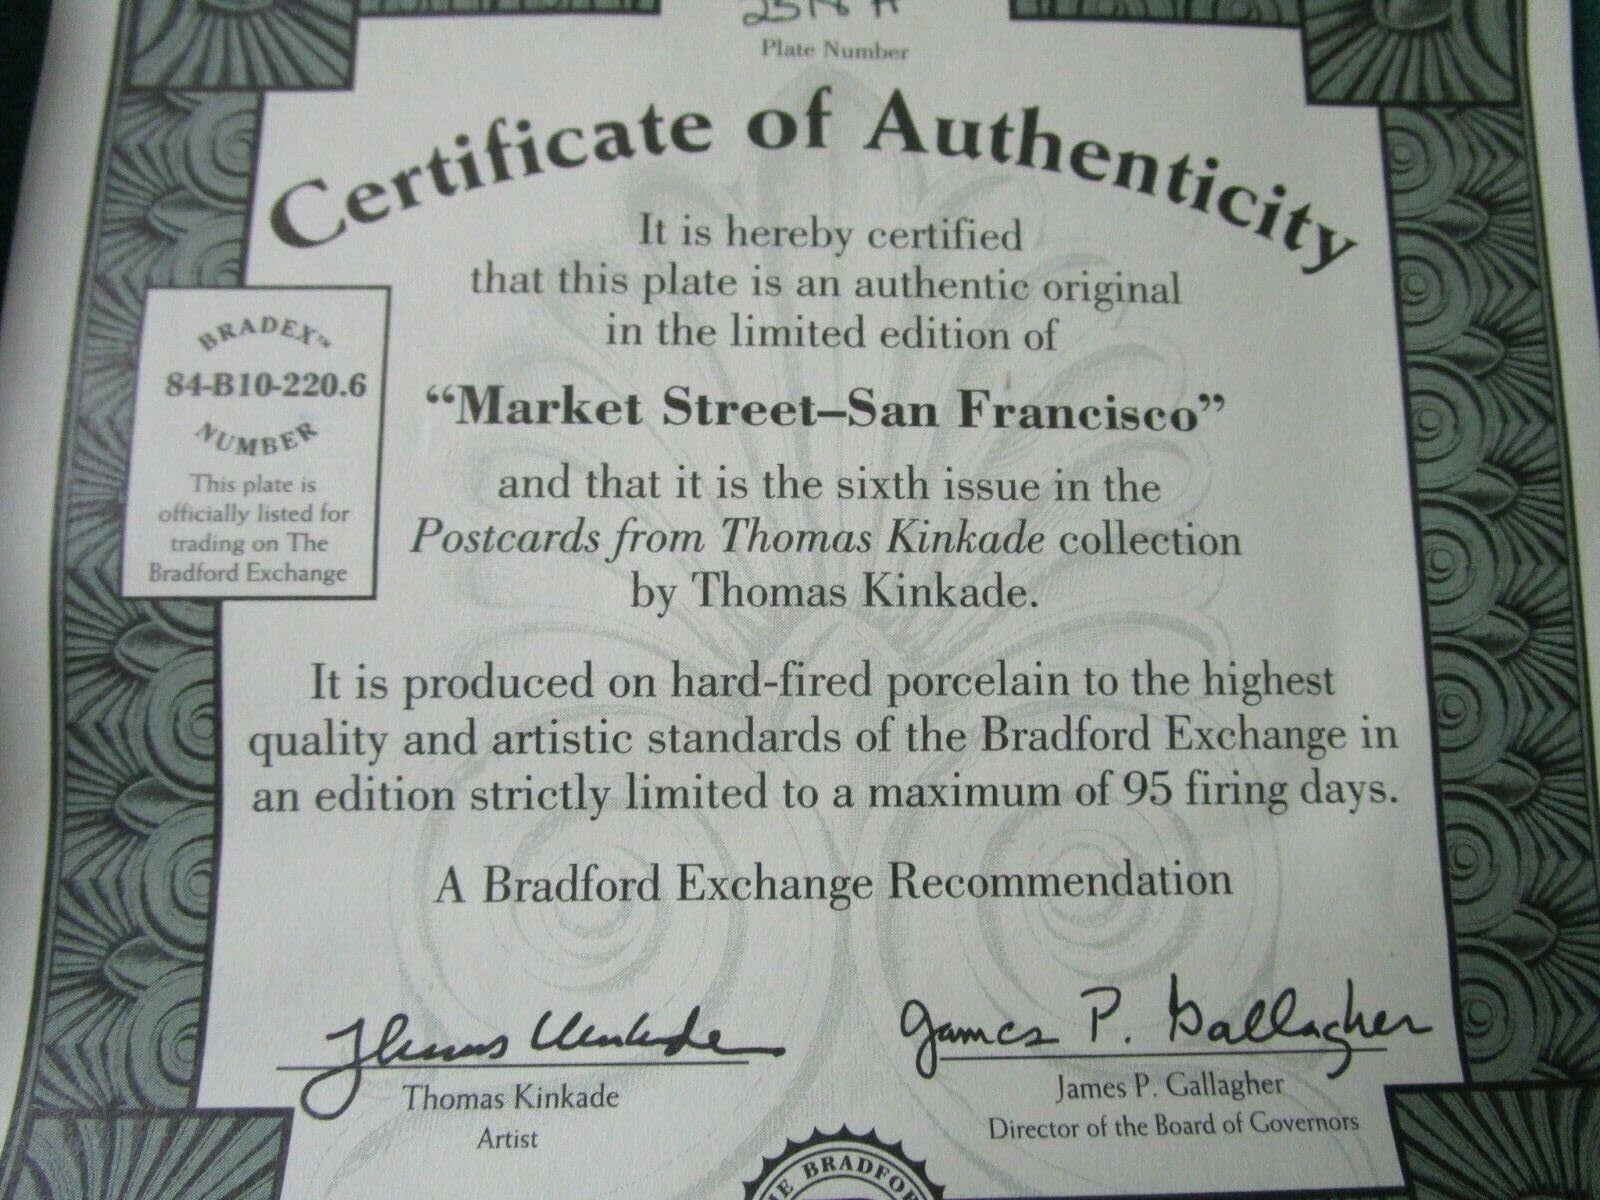 Plate Number
Certificate of Authenticity
It is hereby certified
that this plate is an authentic original
in the limited edition of
“Market Street–San Francisco”
and that it is the sixth issue in the
Postcards from Thomas Kinkade collection
by Thomas Kinkade.
BRADEX™
84-B10-220.6
NUMBER
This plate is
officially listed for
trading on The
Bradford Exchange
It is produced on hard-fired porcelain to the highest
quality and artistic standards of the Bradford Exchange in
an edition strictly limited to a maximum of 95 firing days.
A Bradford Exchange Recommendation
Thomas Kinkade
Thomas Kinkade
Artist
James P. Gallagher
James P. Gallagher
Director of the Board of Governors
BRADFO